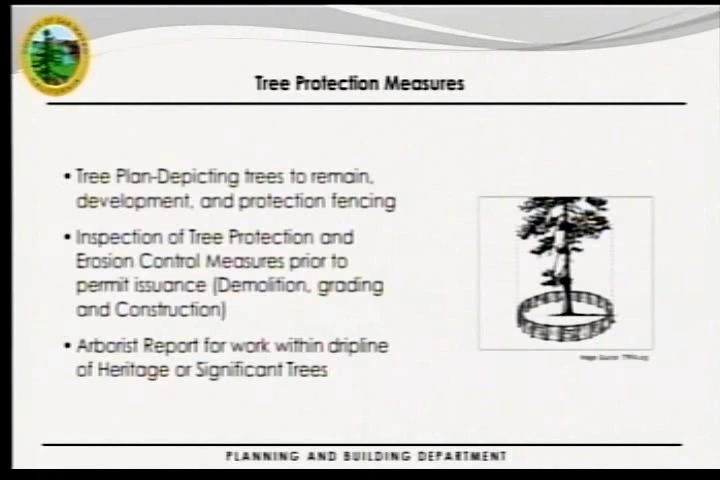 Tree Protection Measures
• Tree Plan-Depicting trees to remain,
development, and protection fencing
• Inspection of Tree Protection and
Erosion Control Measures prior to
permit issuance (Demolition, grading
and Construction)
• Arborist Report for work within dripline
of Heritage or Significant Trees
PLANNING AND BUILDING DEPARTMENT